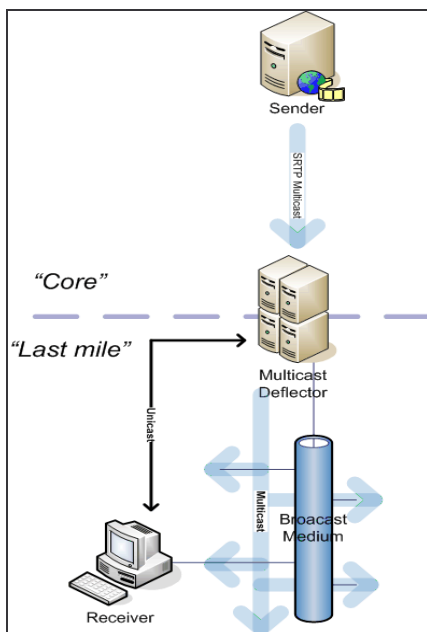 Sender
SRTP Multicast
“Core”
“Last mile”
Multicast
Deflector
Unicast
Multicast
Broacast
Medium
Receiver